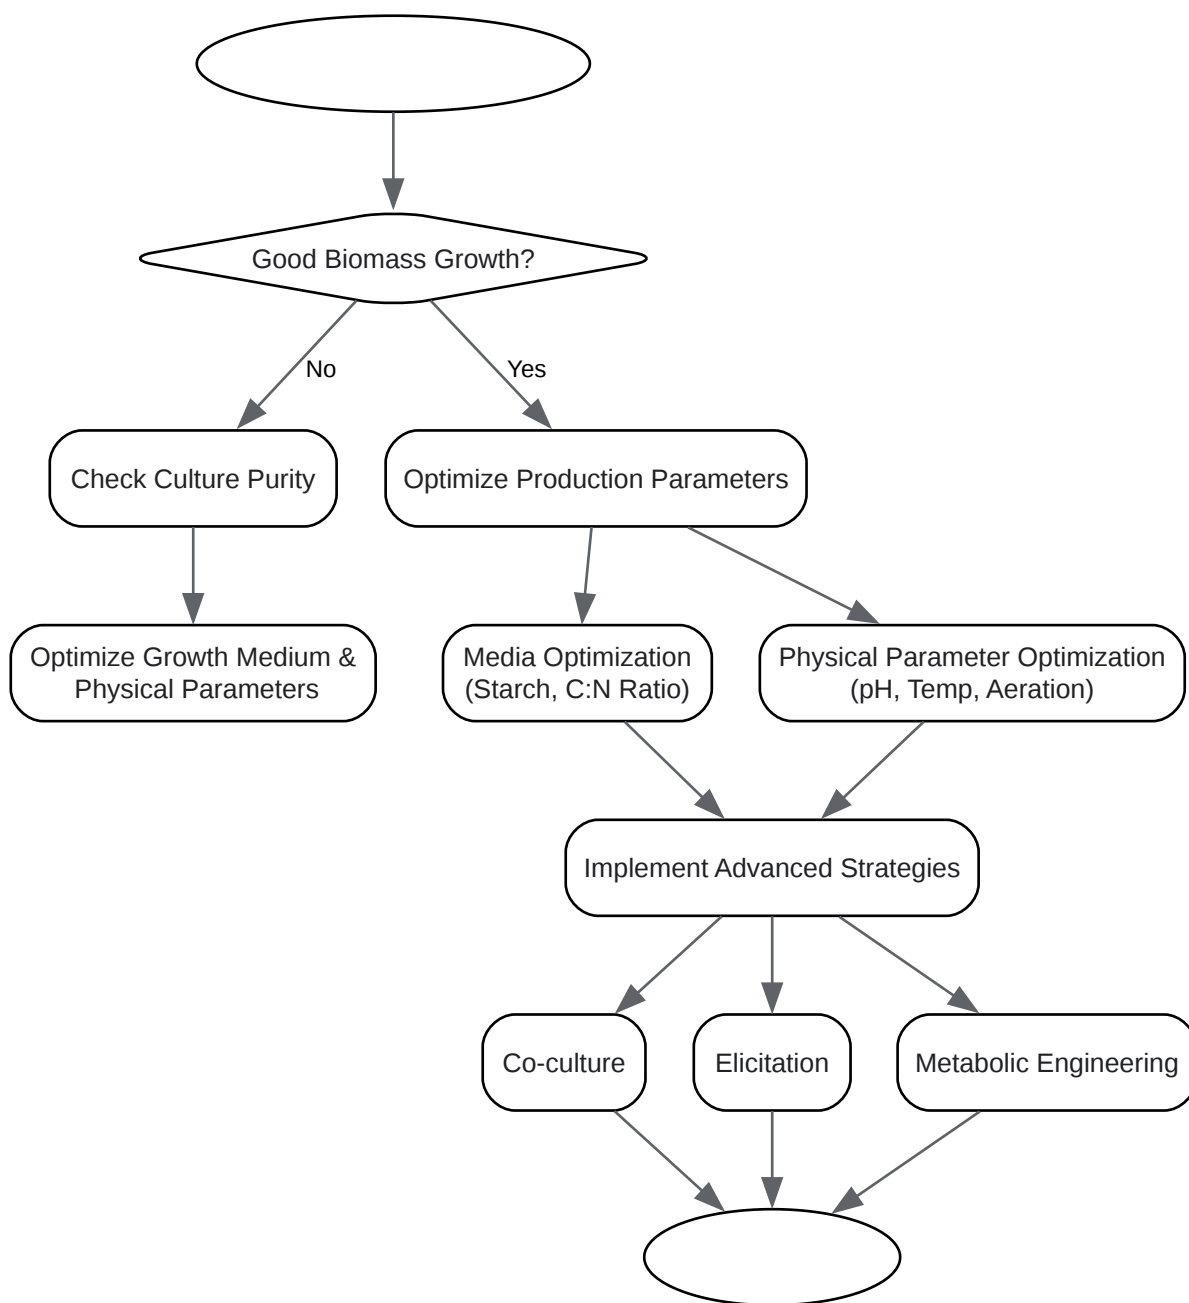 Good Biomass Growth?
No
Yes
Check Culture Purity
Optimize Production Parameters
Optimize Growth Medium &
Physical Parameters
Media Optimization
(Starch, C:N Ratio)
Physical Parameter Optimization
(pH, Temp, Aeration)
Implement Advanced Strategies
Co-culture
Elicitation
Metabolic Engineering